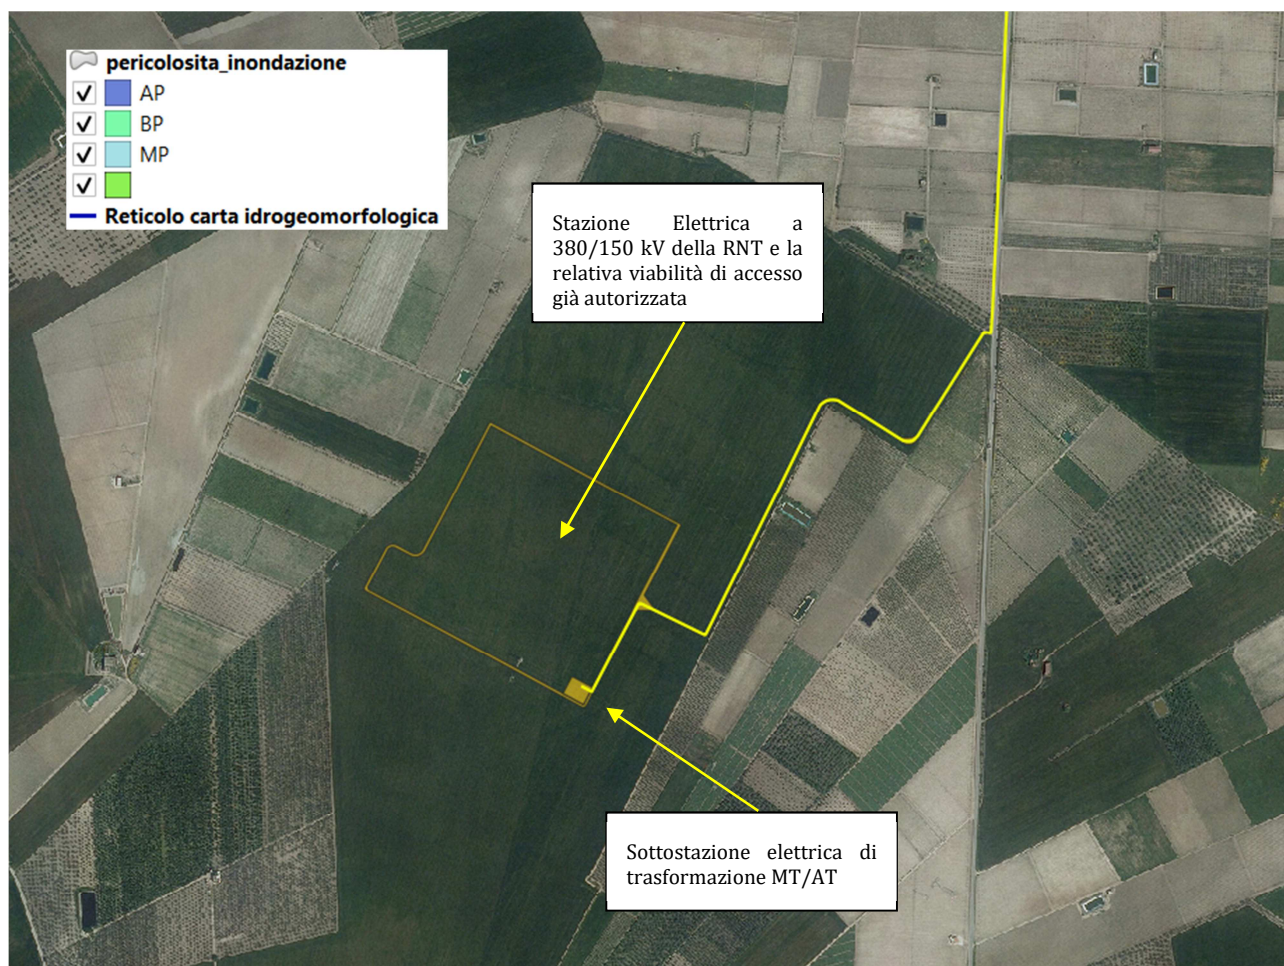 pericolosita_inondazione
AP
BP
MP
Reticolo carta idrogeomorfologica
Stazione Elettrica a
380/150 kV della RNT e la
relativa viabilità di accesso
già autorizzata
Sottostazione elettrica di
trasformazione MT/AT